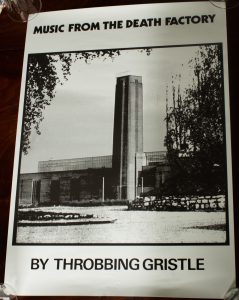 MUSIC FROM THE DEATH FACTORY
BY THROBBING GRISTLE